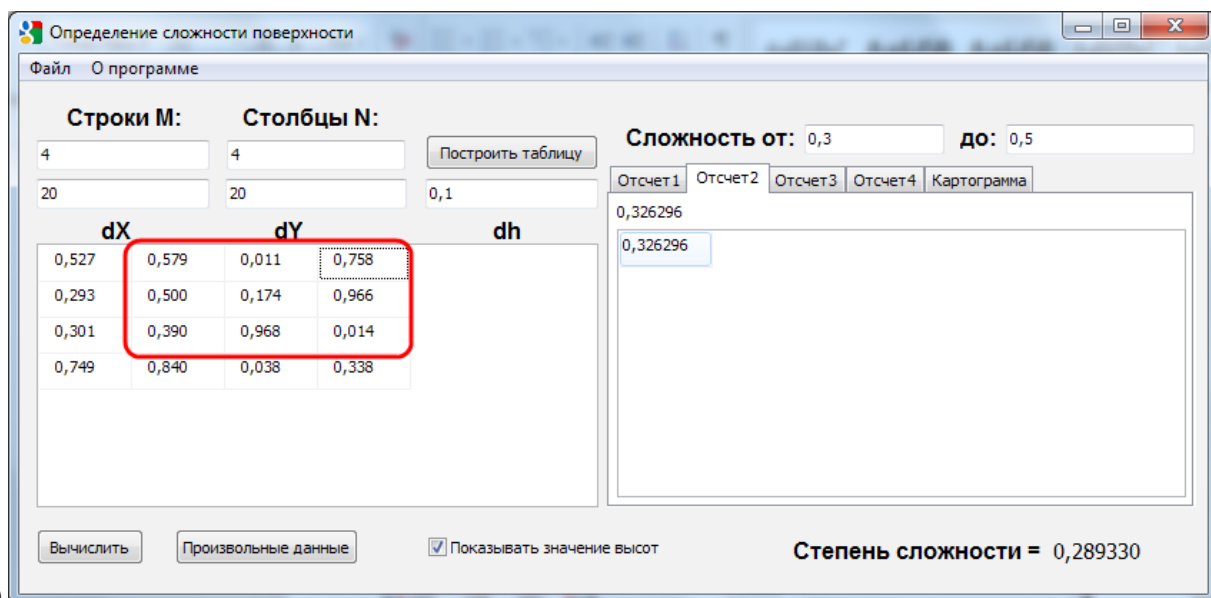 Определение сложности поверхности
Файл О программе
Строки M: Столбцы N:
4 4 Построить таблицу
20 20 0,1
dX dY dh
0,527 0,579 0,011 0,758
0,293 0,500 0,174 0,966
0,301 0,390 0,968 0,014
0,749 0,840 0,038 0,338
Сложность от: 0,3 до: 0,5
Отсчет1 Отсчет2 Отсчет3 Отсчет4 Картограмма
0,326296
0,326296
Вычислить Произвольные данные Показывать значение высот Степень сложности = 0,289330